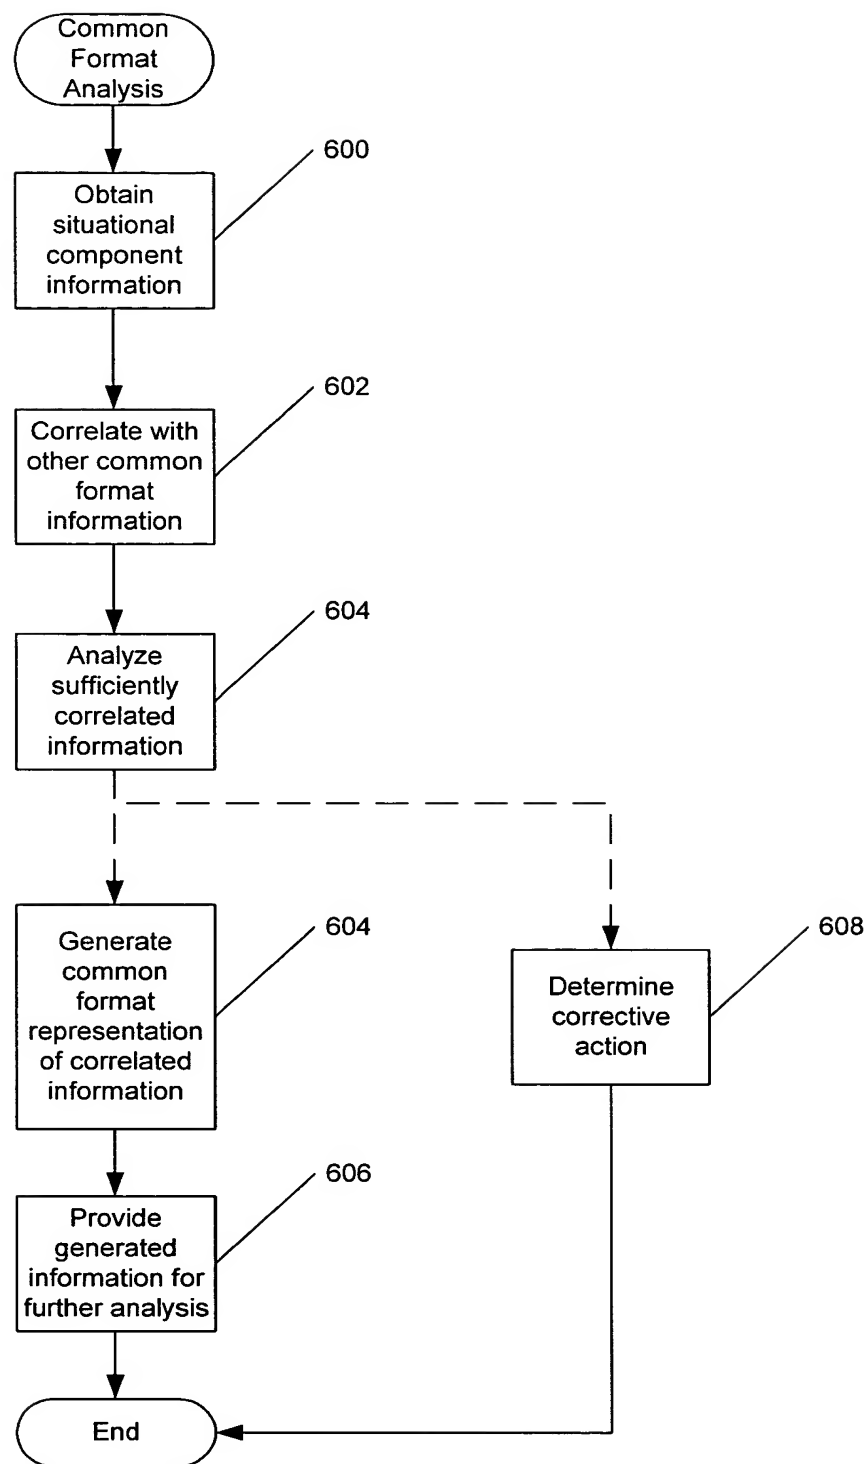 Common
Format
Analysis
600
Obtain
situational
component
information
602
Correlate with
other common
format
information
604
Analyze
sufficiently
correlated
information
604
Generate
common
format
representation
of correlated
information
608
Determine
corrective
action
606
Provide
generated
information for
further analysis
End